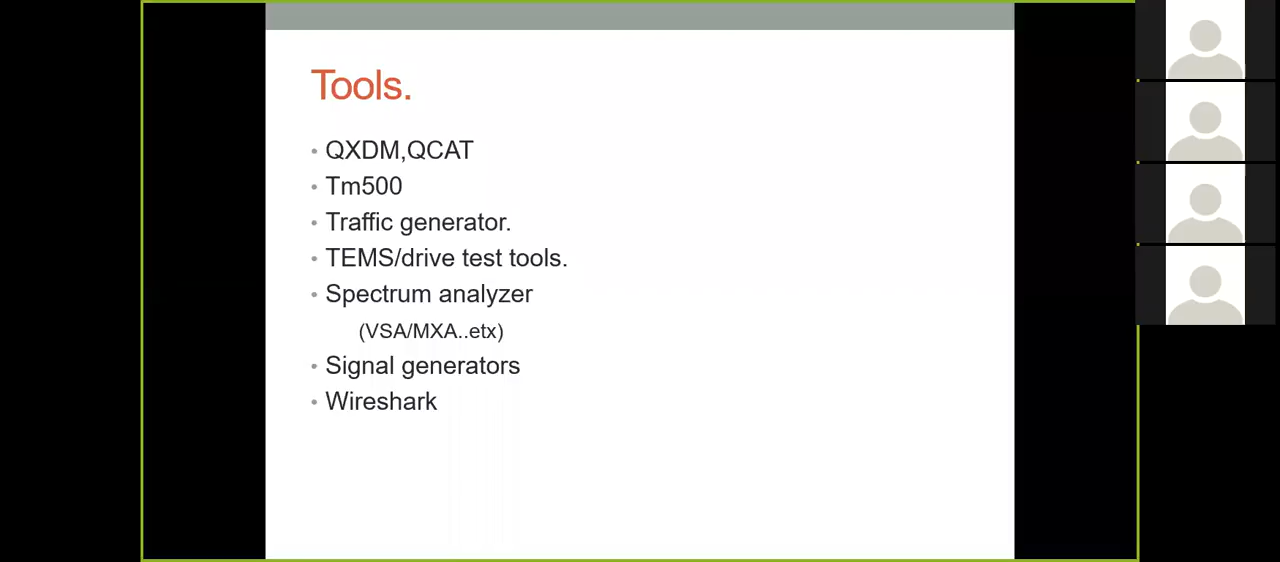 Tools.
• QXDM,QCAT
• Tm500
• Traffic generator.
• TEMS/drive test tools.
• Spectrum analyzer
(VSA/MXA..etx)
• Signal generators
• Wireshark